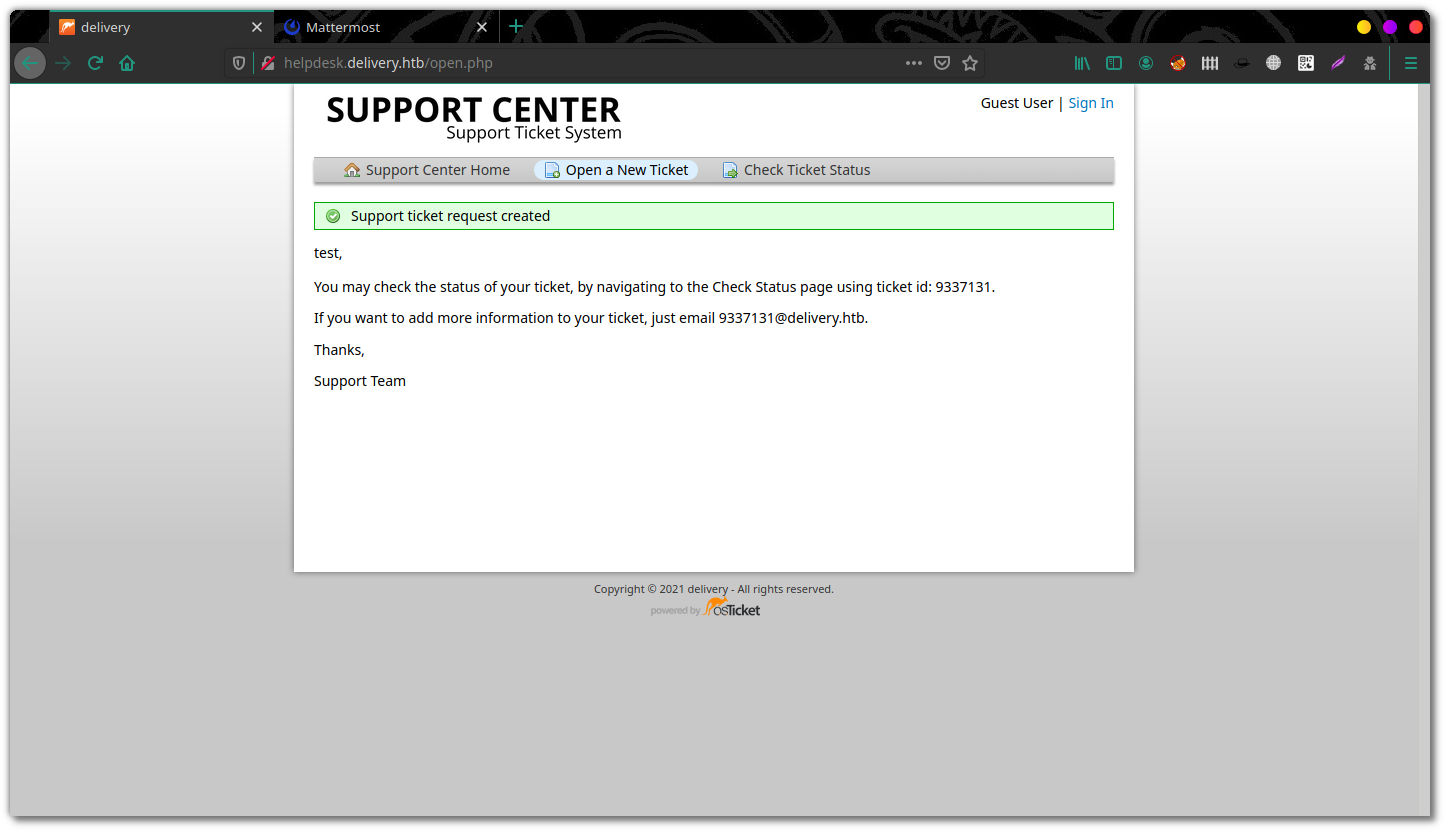 delivery
Mattermost
helpdesk.delivery.htb/open.php
SUPPORT CENTER
Support Ticket System
Guest User | Sign In
Support Center Home
Open a New Ticket
Check Ticket Status
Support ticket request created
test,
You may check the status of your ticket, by navigating to the Check Status page using ticket id: 9337131.
If you want to add more information to your ticket, just email 9337131@delivery.htb.
Thanks,
Support Team
Copyright © 2021 delivery - All rights reserved.
powered by osTicket